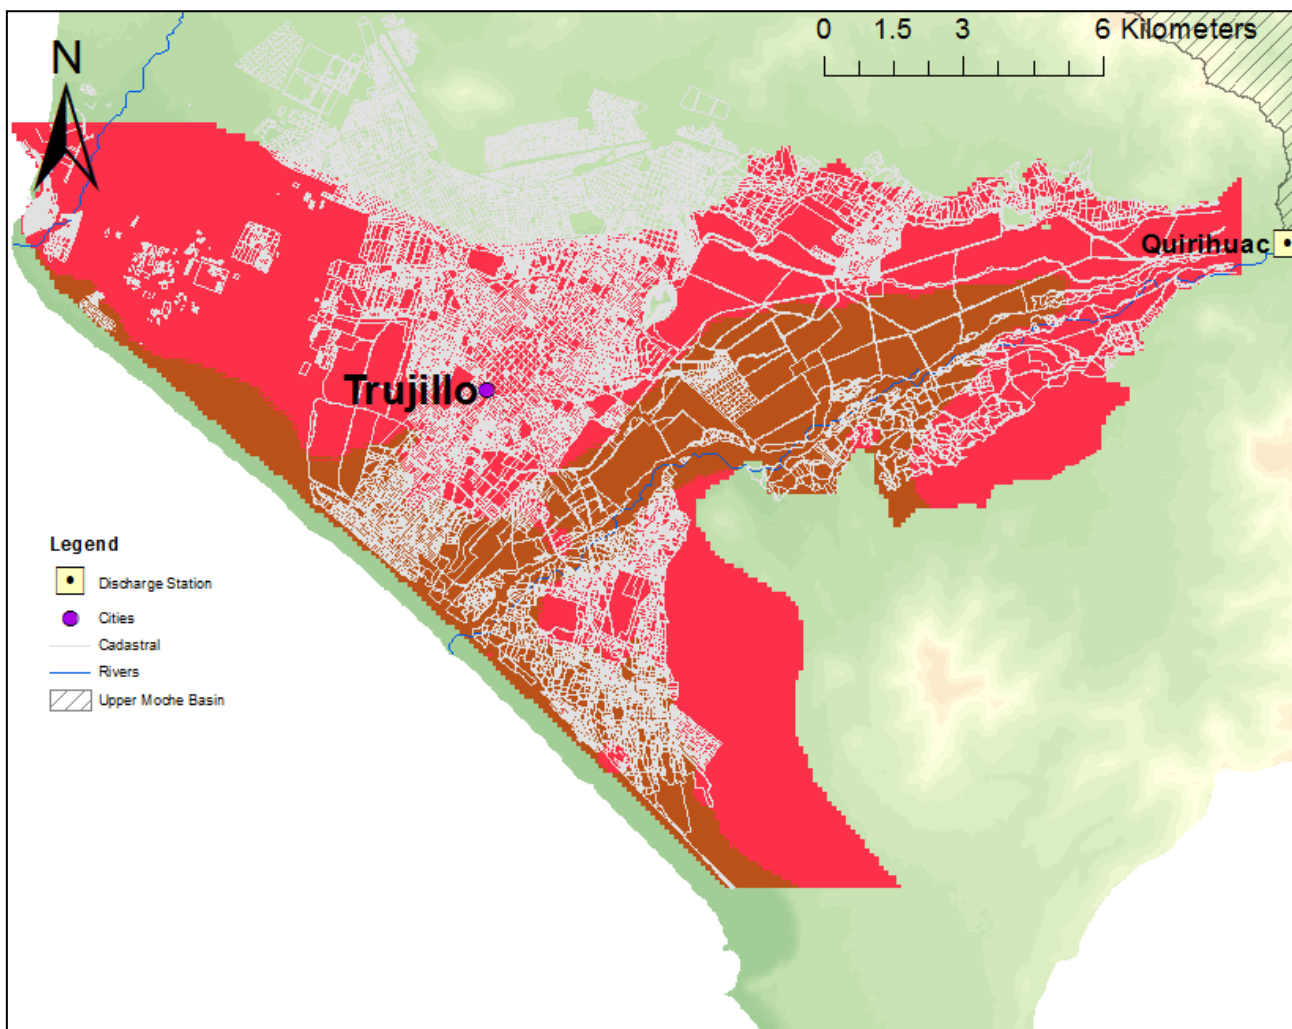 0 1.5 3 6 Kilometers
N
Quirihuac
Trujillo
Legend
Discharge Station
Cities
Cadastral
Rivers
Upper Moche Basin